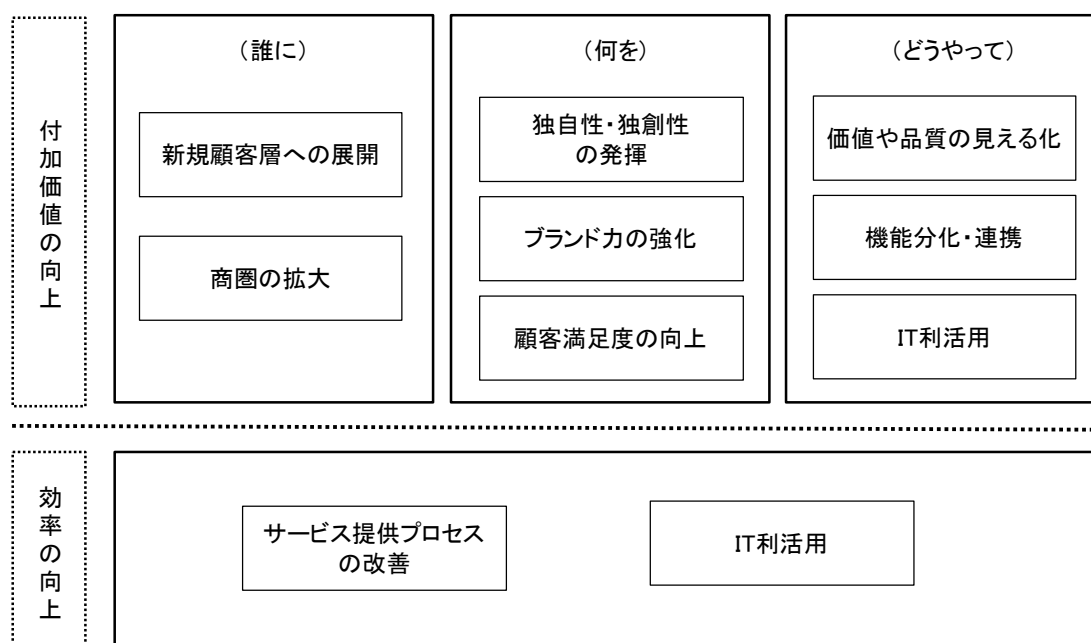 付加価値の向上
（誰に）
新規顧客層への展開
商圏の拡大
（何を）
独自性・独創性
の発揮
ブランド力の強化
顧客満足度の向上
（どうやって）
価値や品質の見える化
機能分化・連携
IT利活用
効率の向上
サービス提供プロセス
の改善
IT利活用